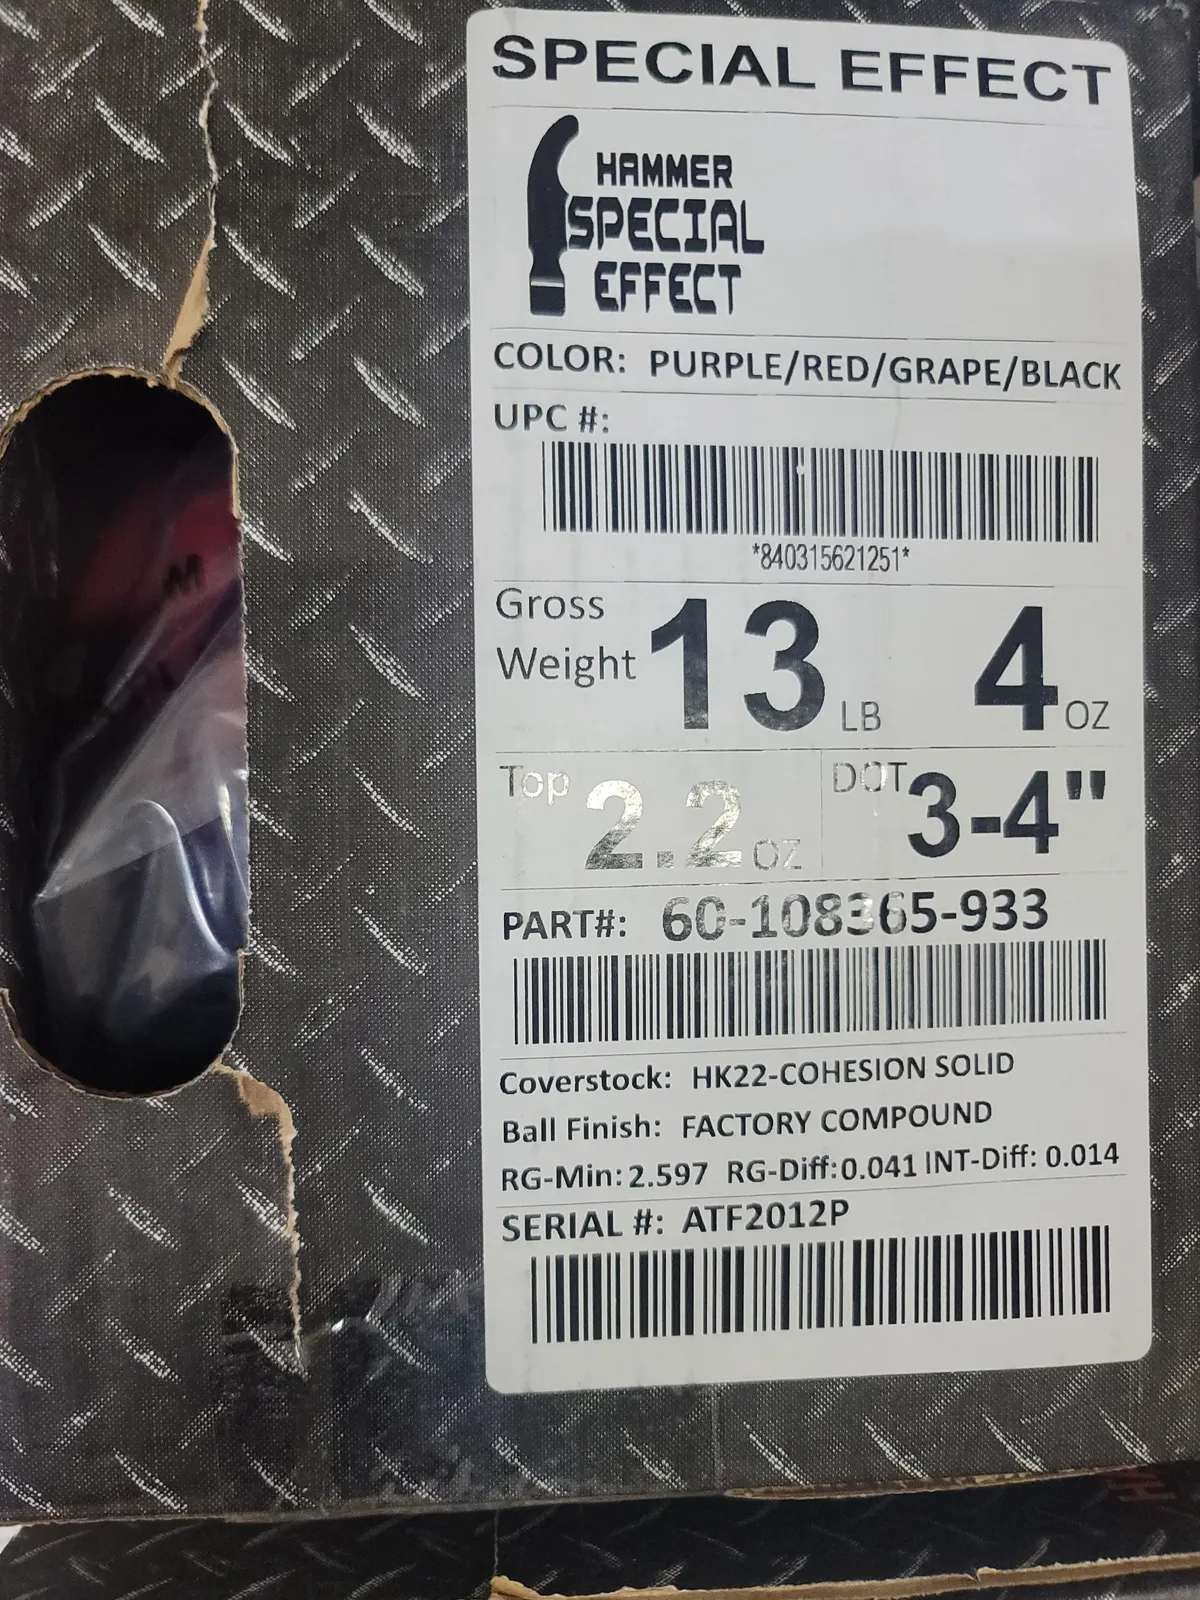 SPECIAL EFFECT
HAMMER
SPECIAL
EFFECT
COLOR: PURPLE/RED/GRAPE/BLACK
UPC #:
*840315621251*
Gross
Weight 13 LB 4 OZ
Top 2.2 OZ DOT 3-4"
PART#: 60-108365-933
Coverstock: HK22-COHESION SOLID
Ball Finish: FACTORY COMPOUND
RG-Min: 2.597 RG-Diff: 0.041 INT-Diff: 0.014
SERIAL #: ATF2012P